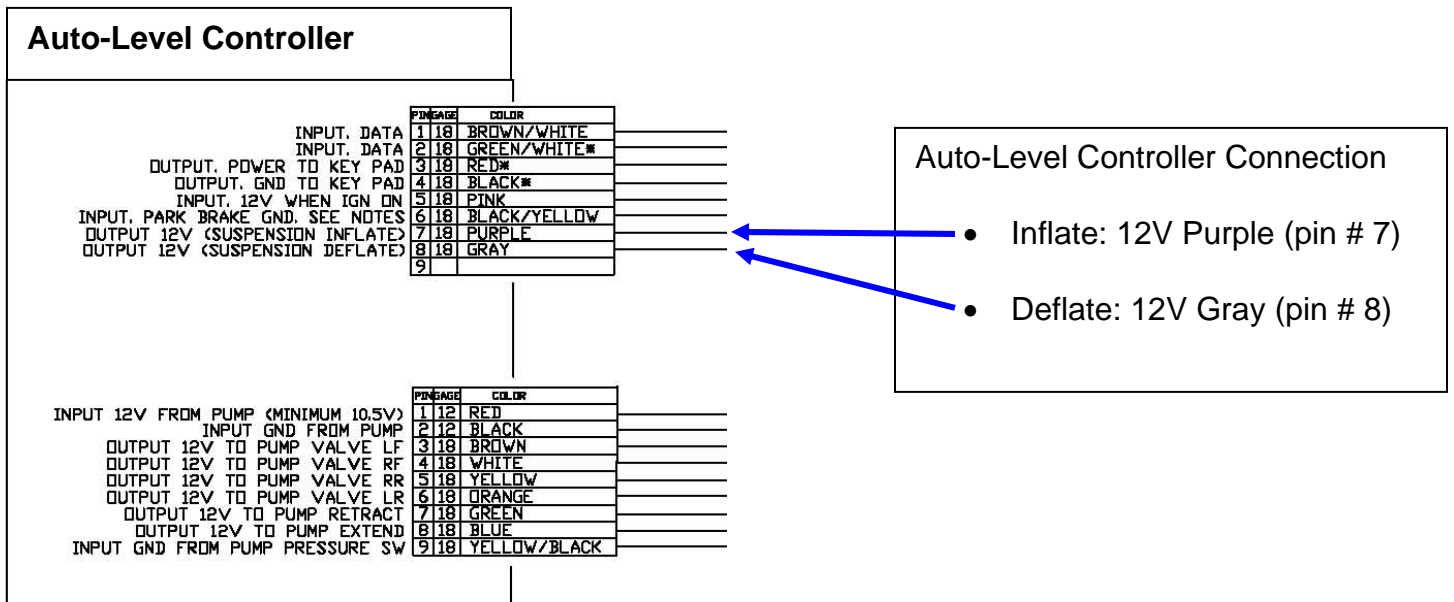 Auto-Level Controller
PIN GAGE COLOR
INPUT. DATA 1 18 BROWN/WHITE
INPUT. DATA 2 18 GREEN/WHITE*
OUTPUT. POWER TO KEY PAD 3 18 RED*
OUTPUT. GND TO KEY PAD 4 18 BLACK*
INPUT. 12V WHEN IGN ON 5 18 PINK
INPUT. PARK BRAKE GND. SEE NOTES 6 18 BLACK/YELLOW
OUTPUT 12V (SUSPENSION INFLATE) 7 18 PURPLE
OUTPUT 12V (SUSPENSION DEFLATE) 8 18 GRAY
9
Auto-Level Controller Connection
• Inflate: 12V Purple (pin # 7)
• Deflate: 12V Gray (pin # 8)
PIN GAGE COLOR
INPUT 12V FROM PUMP (MINIMUM 10.5V) 1 12 RED
INPUT GND FROM PUMP 2 12 BLACK
OUTPUT 12V TO PUMP VALVE LF 3 18 BROWN
OUTPUT 12V TO PUMP VALVE RF 4 18 WHITE
OUTPUT 12V TO PUMP VALVE RR 5 18 YELLOW
OUTPUT 12V TO PUMP VALVE LR 6 18 ORANGE
OUTPUT 12V TO PUMP RETRACT 7 18 GREEN
OUTPUT 12V TO PUMP EXTEND 8 18 BLUE
INPUT GND FROM PUMP PRESSURE SW 9 18 YELLOW/BLACK